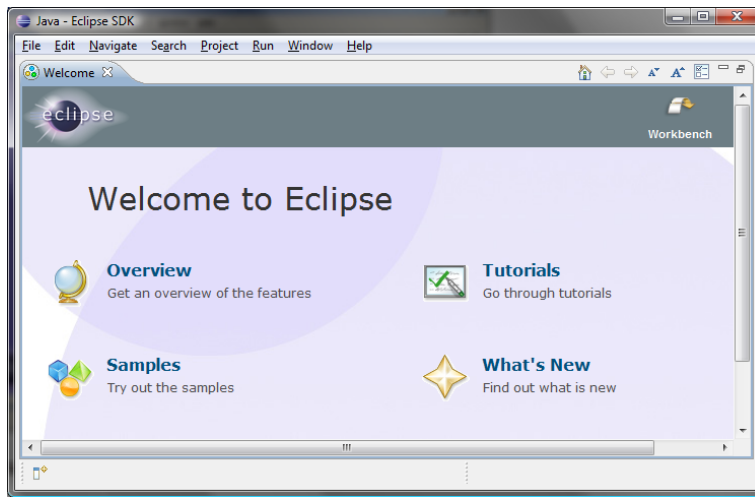 Java - Eclipse SDK
File Edit Navigate Search Project Run Window Help
Welcome
eclipse
Workbench
Welcome to Eclipse
Overview
Get an overview of the features
Tutorials
Go through tutorials
Samples
Try out the samples
What's New
Find out what is new